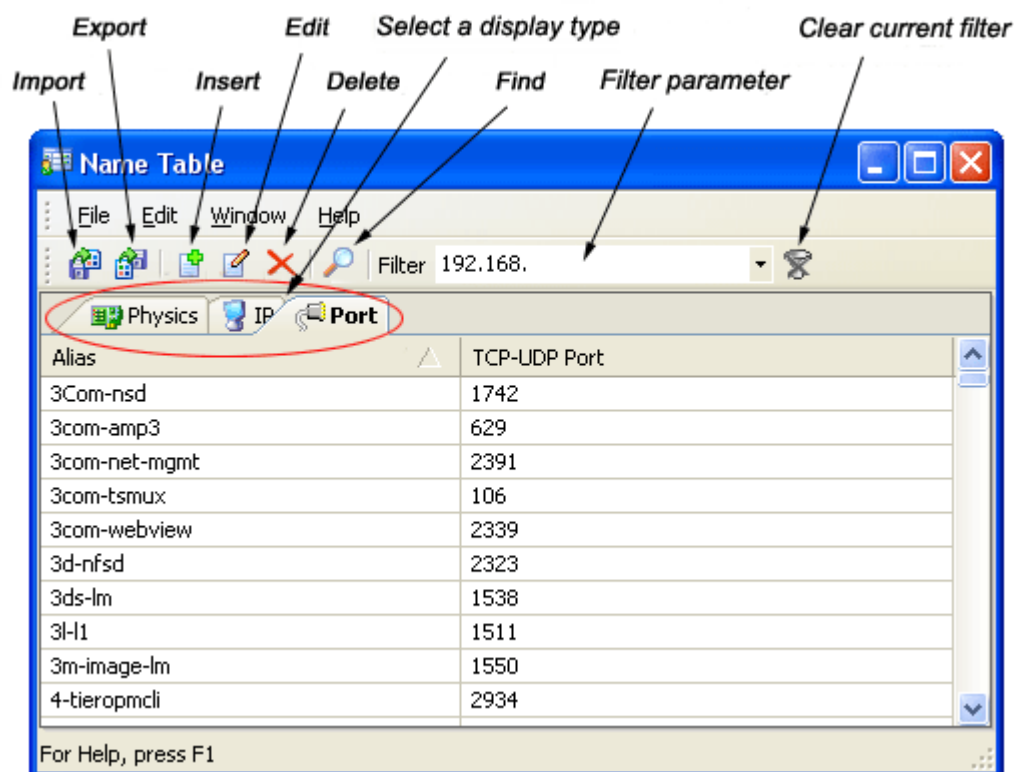 Export Edit Select a display type Clear current filter
Import Insert Delete Find Filter parameter
Name Table
File Edit Window Help
Filter 192.168.
Physics IP Port
Alias TCP-UDP Port
3Com-nsd 1742
3com-amp3 629
3com-net-mgmt 2391
3com-tsmux 106
3com-webview 2339
3d-nfsd 2323
3ds-lm 1538
3l-l1 1511
3m-image-lm 1550
4-tieropmcli 2934
For Help, press F1